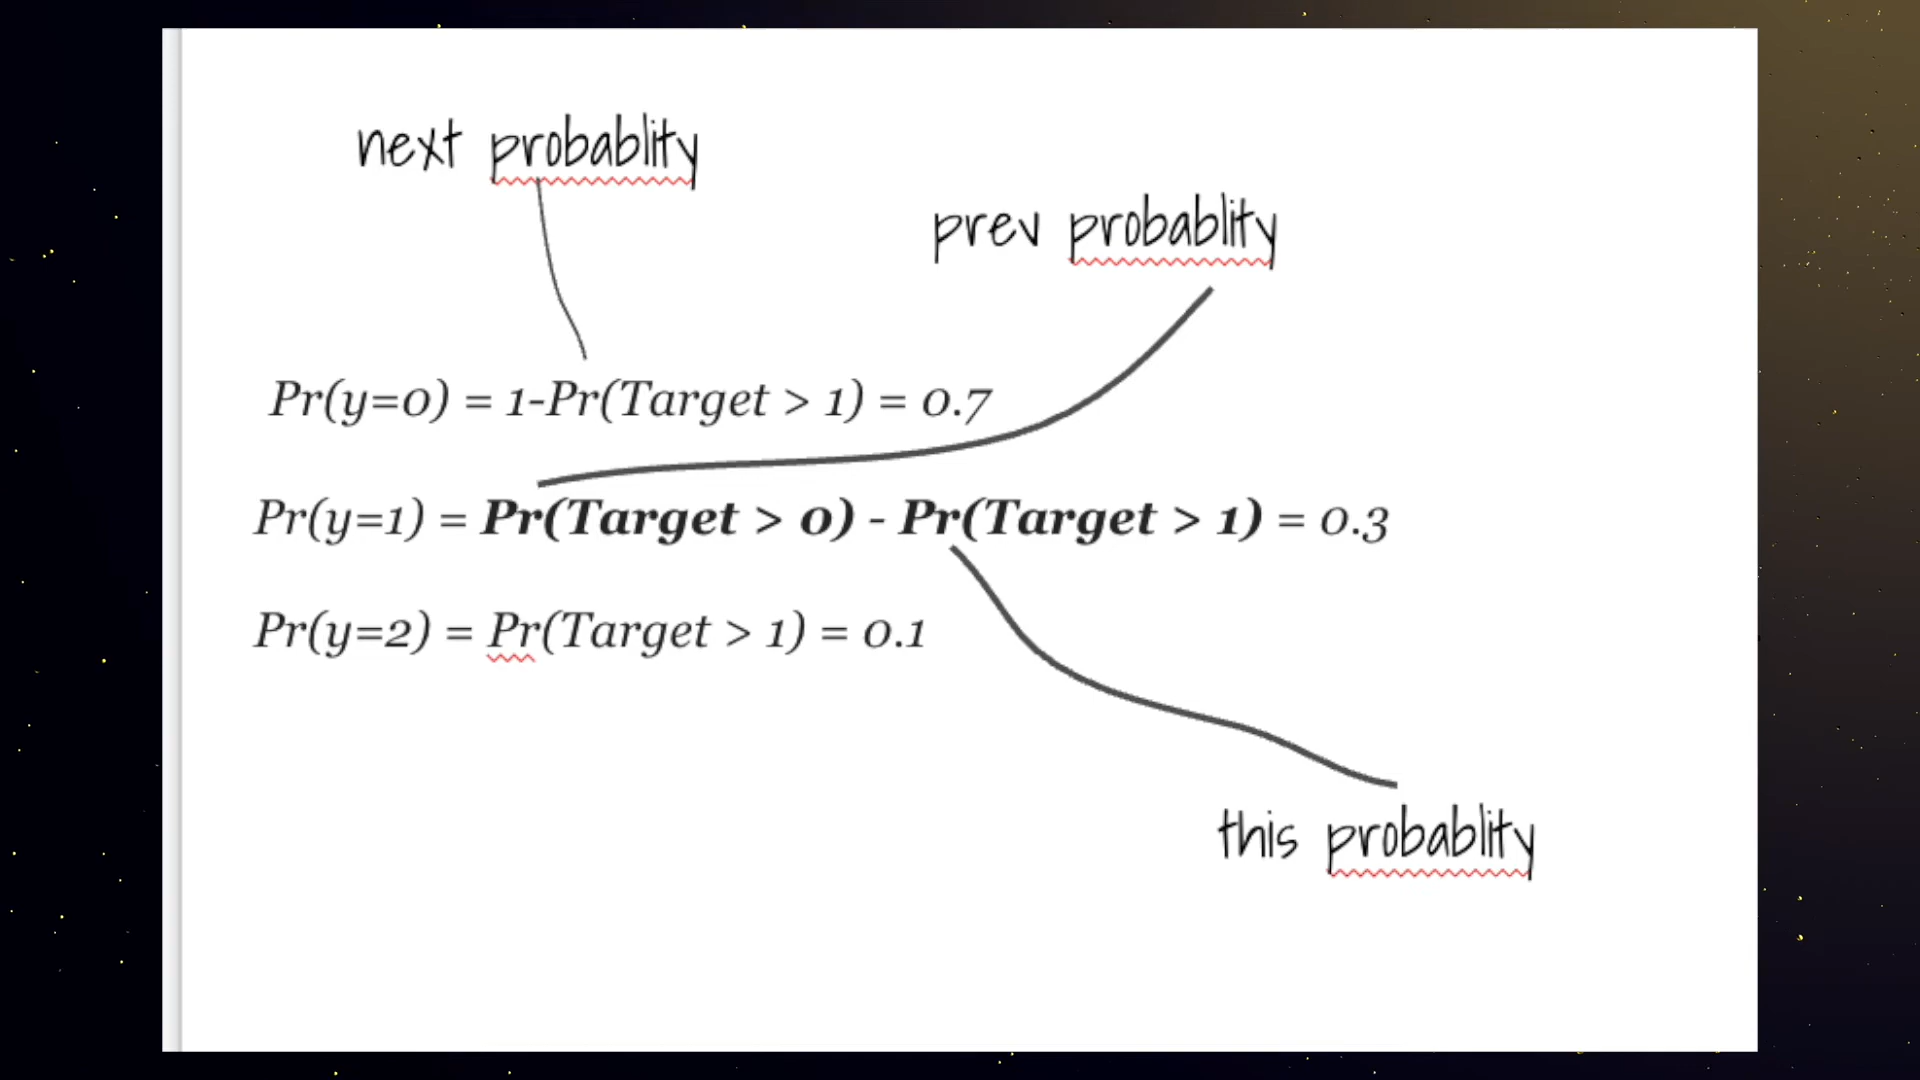 next probablity
prev probablity
Pr(y=0) = 1-Pr(Target > 1) = 0.7
Pr(y=1) = Pr(Target > 0) - Pr(Target > 1) = 0.3
Pr(y=2) = Pr(Target > 1) = 0.1
this probablity